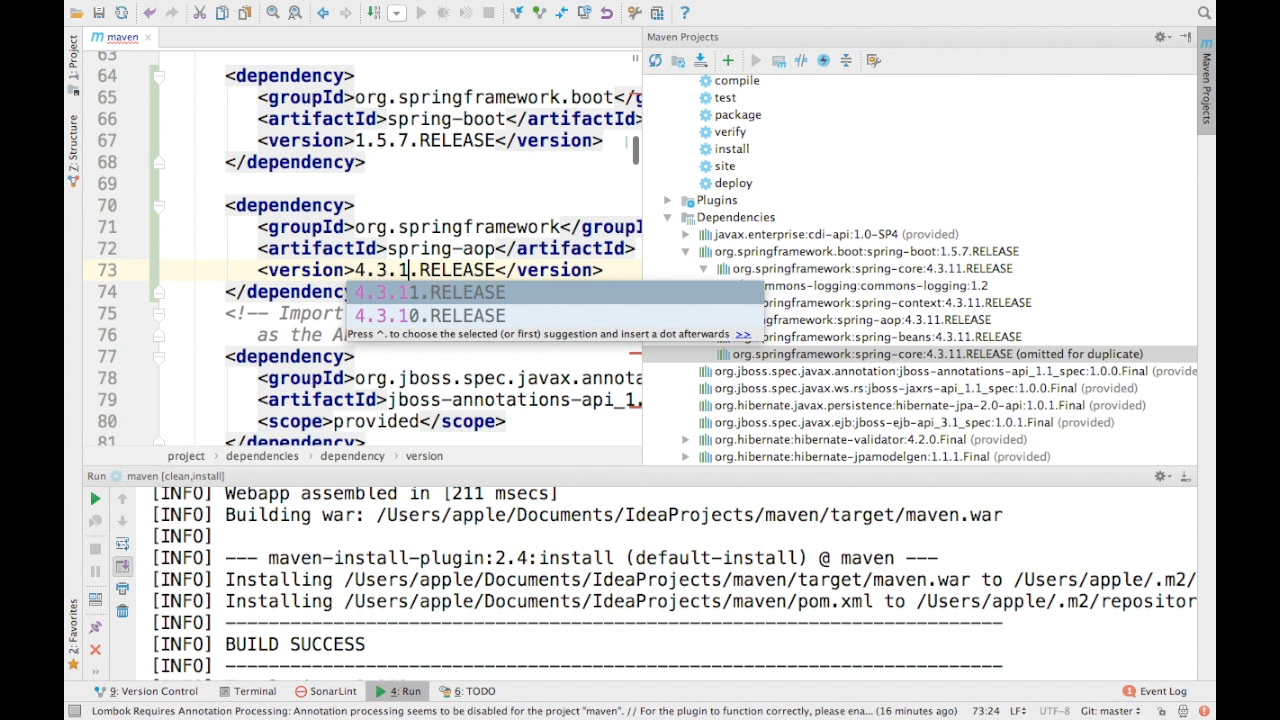 maven
Maven Projects
1: Project
7: Structure
2: Favorites
Maven Projects
63
64 <dependency>
65 <groupId>org.springframework.boot</g
66 <artifactId>spring-boot</artifactId>
67 <version>1.5.7.RELEASE</version>
68 </dependency>
69
70 <dependency>
71 <groupId>org.springframework</groupI
72 <artifactId>spring-aop</artifactId>
73 <version>4.3.1.RELEASE</version>
74 </dependency
4.3.11.RELEASE
4.3.10.RELEASE
Press ^. to choose the selected (or first) suggestion and insert a dot afterwards >>
75 <!-- Import
76 as the A
77 <dependency>
78 <groupId>org.jboss.spec.javax.annota
79 <artifactId>jboss-annotations-api_1.
80 <scope>provided</scope>
81 </dependency>
project › dependencies › dependency › version
compile
test
package
verify
install
site
deploy
Plugins
Dependencies
javax.enterprise:cdi-api:1.0-SP4 (provided)
org.springframework.boot:spring-boot:1.5.7.RELEASE
org.springframework:spring-core:4.3.11.RELEASE
ommons-logging:commons-logging:1.2
springframework:spring-context:4.3.11.RELEASE
springframework:spring-aop:4.3.11.RELEASE
org.springframework:spring-beans:4.3.11.RELEASE
org.springframework:spring-core:4.3.11.RELEASE (omitted for duplicate)
org.jboss.spec.javax.annotation:jboss-annotations-api_1.1_spec:1.0.0.Final (provide
org.jboss.spec.javax.ws.rs:jboss-jaxrs-api_1.1_spec:1.0.0.Final (provided)
org.hibernate.javax.persistence:hibernate-jpa-2.0-api:1.0.1.Final (provided)
org.jboss.spec.javax.ejb:jboss-ejb-api_3.1_spec:1.0.1.Final (provided)
org.hibernate:hibernate-validator:4.2.0.Final (provided)
org.hibernate:hibernate-jpamodelgen:1.1.1.Final (provided)
Run maven [clean,install]
[INFO] Webapp assembled in [211 msecs]
[INFO] Building war: /Users/apple/Documents/IdeaProjects/maven/target/maven.war
[INFO]
[INFO] --- maven-install-plugin:2.4:install (default-install) @ maven ---
[INFO] Installing /Users/apple/Documents/IdeaProjects/maven/target/maven.war to /Users/apple/.m2/
[INFO] Installing /Users/apple/Documents/IdeaProjects/maven/pom.xml to /Users/apple/.m2/repositor
[INFO] ------------------------------------------------------------------------
[INFO] BUILD SUCCESS
[INFO] ------------------------------------------------------------------------
9: Version Control Terminal SonarLint 4: Run 6: TODO 1 Event Log
Lombok Requires Annotation Processing: Annotation processing seems to be disabled for the project "maven". // For the plugin to function correctly, please ena... (16 minutes ago) 73:24 LF÷ UTF-8 Git: master÷